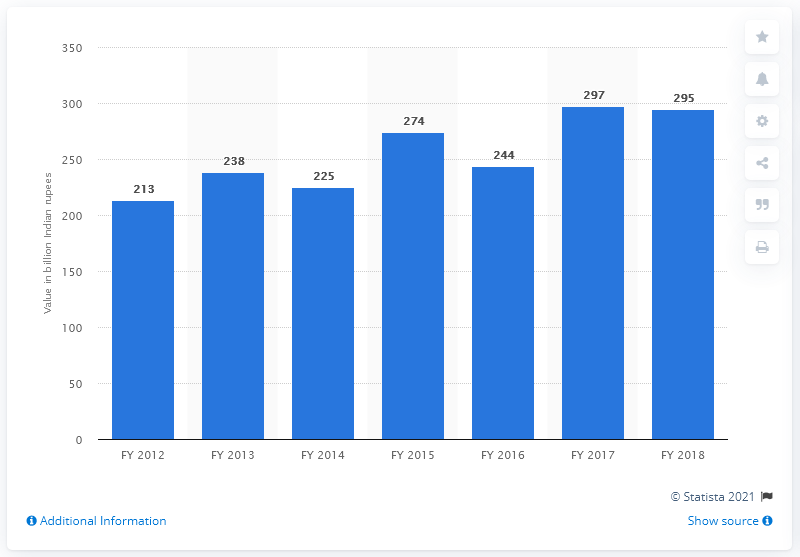 350
300
250
200
150
100
50
0
Value in billion Indian rupees
213
238
225
274
244
297
295
FY 2012
FY 2013
FY 2014
FY 2015
FY 2016
FY 2017
FY 2018
© Statista 2021
Additional Information
Show source